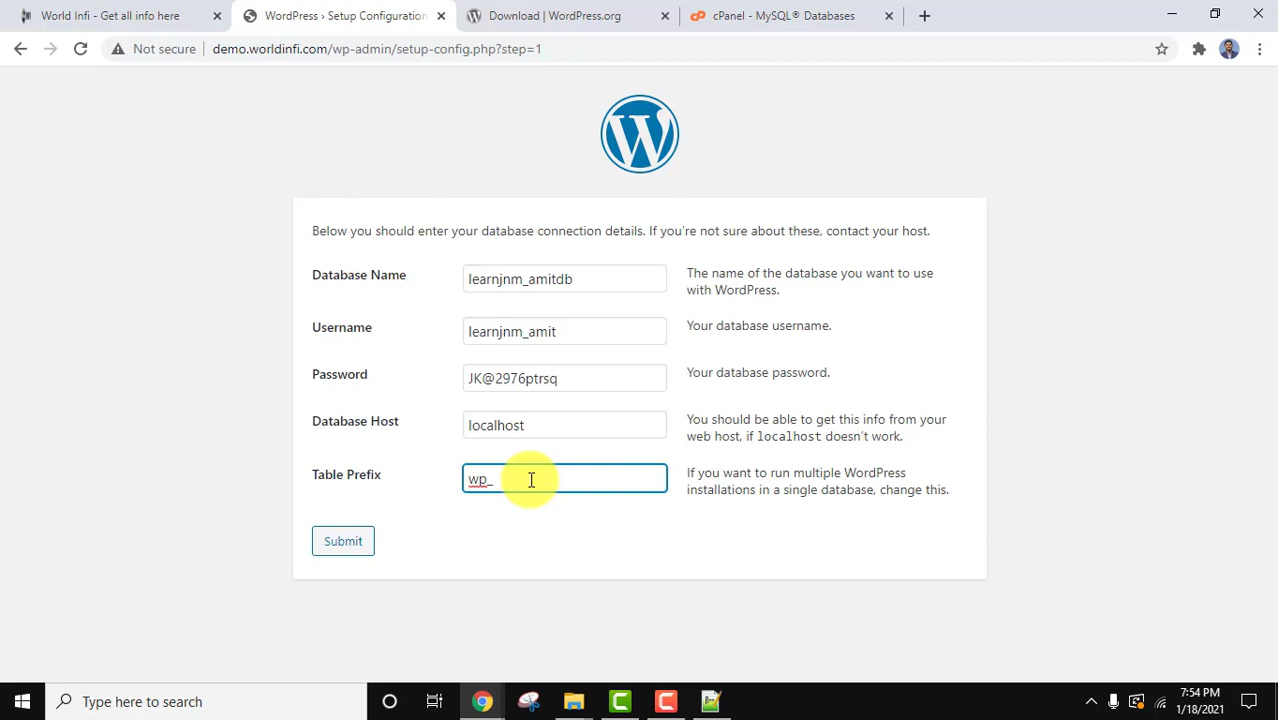 World Infi - Get all info here
WordPress › Setup Configuration
Download | WordPress.org
cPanel - MySQL® Databases
Not secure
demo.worldinfi.com/wp-admin/setup-config.php?step=1
Below you should enter your database connection details. If you’re not sure about these, contact your host.
Database Name
learnjnm_amitdb
The name of the database you want to use
with WordPress.
Username
learnjnm_amit
Your database username.
Password
JK@2976ptrsq
Your database password.
Database Host
localhost
You should be able to get this info from your
web host, if localhost doesn’t work.
Table Prefix
wp_
If you want to run multiple WordPress
installations in a single database, change this.
Submit
Type here to search
7:54 PM
1/18/2021